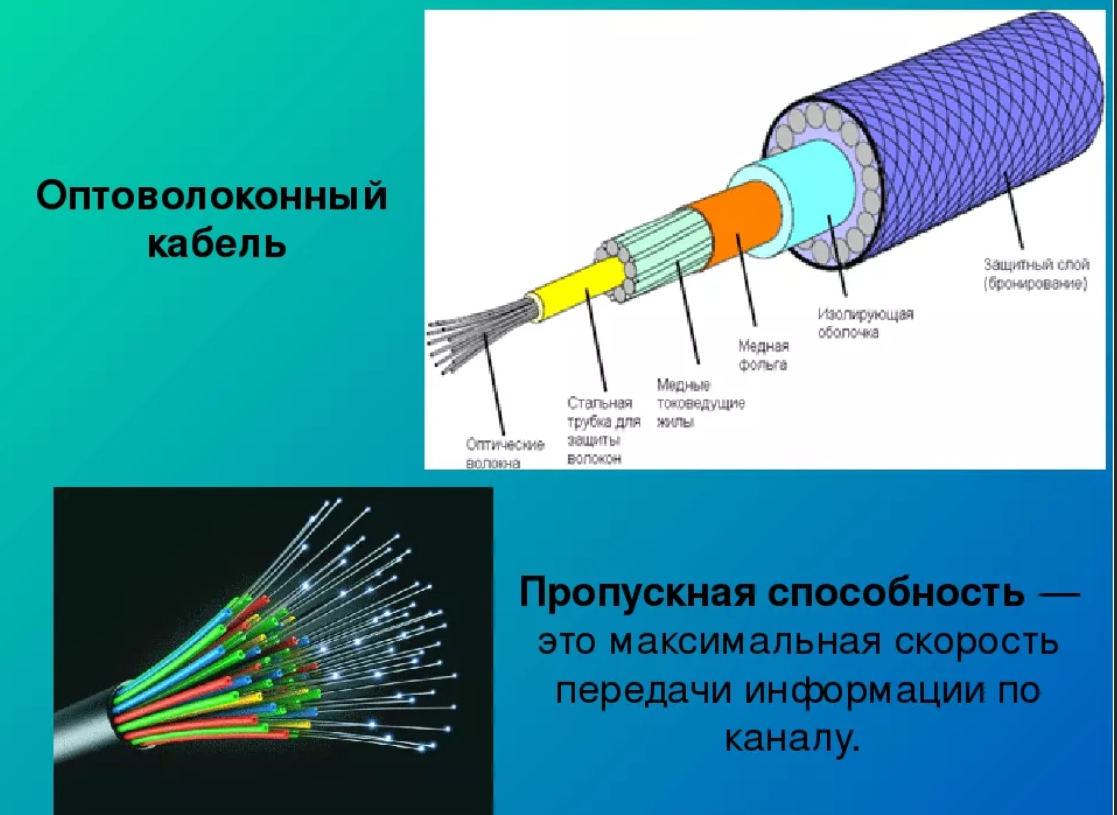 Оптоволоконный
кабель
Защитный слой
(бронирование)
Изолирующая
оболочка
Медная
фольга
Медные
токоведущие
жилы
Стальная
трубка для
защиты
волокон
Оптические
волокна
Пропускная способность —
это максимальная скорость
передачи информации по
каналу.